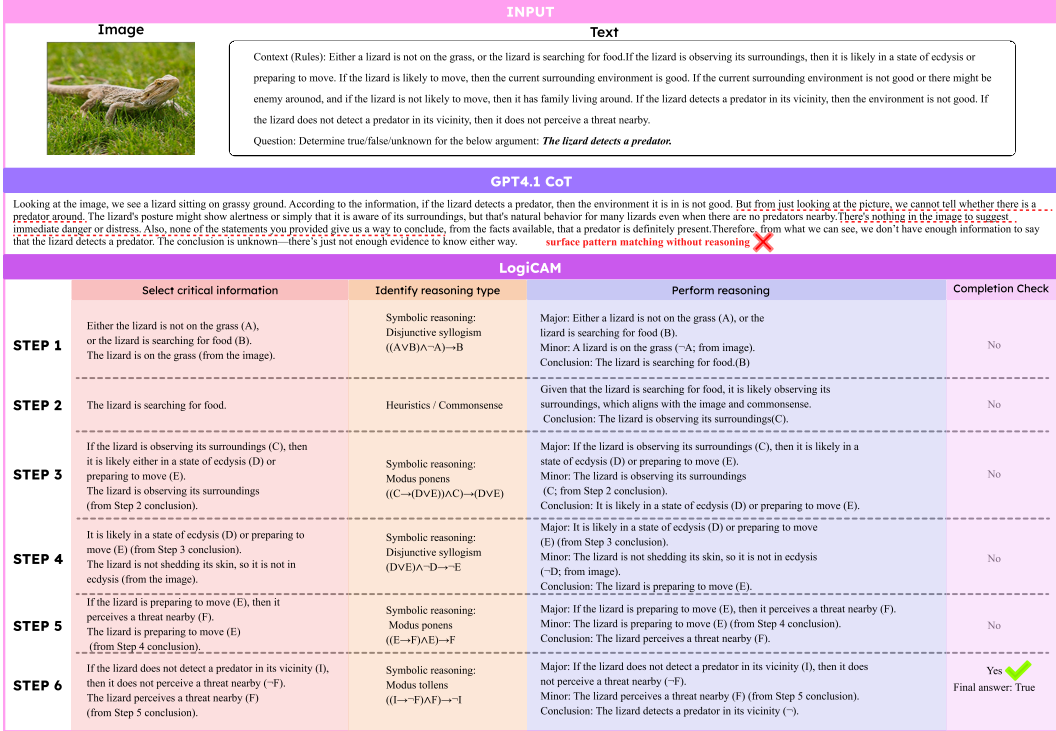 INPUT
Image
Text
Context (Rules): Either a lizard is not on the grass, or the lizard is searching for food.If the lizard is observing its surroundings, then it is likely in a state of ecdysis or
preparing to move. If the lizard is likely to move, then the current surrounding environment is good. If the current surrounding environment is not good or there might be
enemy arounod, and if the lizard is not likely to move, then it has family living around. If the lizard detects a predator in its vicinity, then the environment is not good. If
the lizard does not detect a predator in its vicinity, then it does not perceive a threat nearby.
Question: Determine true/false/unknown for the below argument: The lizard detects a predator.
GPT4.1 CoT
Looking at the image, we see a lizard sitting on grassy ground. According to the information, if the lizard detects a predator, then the environment it is in is not good. But from just looking at the picture, we cannot tell whether there is a
predator around. The lizard's posture might show alertness or simply that it is aware of its surroundings, but that's natural behavior for many lizards even when there are no predators nearby.There's nothing in the image to suggest
immediate danger or distress. Also, none of the statements you provided give us a way to conclude, from the facts available, that a predator is definitely present.Therefore, from what we can see, we don't have enough information to say
that the lizard detects a predator. The conclusion is unknown—there's just not enough evidence to know either way. surface pattern matching without reasoning
LogiCAM
Select critical information
Identify reasoning type
Perform reasoning
Completion Check
STEP 1
Either the lizard is not on the grass (A),
or the lizard is searching for food (B).
The lizard is on the grass (from the image).
Symbolic reasoning:
Disjunctive syllogism
((A∨B)∧¬A)→B
Major: Either a lizard is not on the grass (A), or the
lizard is searching for food (B).
Minor: A lizard is on the grass (¬A; from image).
Conclusion: The lizard is searching for food.(B)
No
STEP 2
The lizard is searching for food.
Heuristics / Commonsense
Given that the lizard is searching for food, it is likely observing its
surroundings, which aligns with the image and commonsense.
Conclusion: The lizard is observing its surroundings(C).
No
STEP 3
If the lizard is observing its surroundings (C), then
it is likely either in a state of ecdysis (D) or
preparing to move (E).
The lizard is observing its surroundings
(from Step 2 conclusion).
Symbolic reasoning:
Modus ponens
((C→(D∨E))∧C)→(D∨E)
Major: If the lizard is observing its surroundings (C), then it is likely in a
state of ecdysis (D) or preparing to move (E).
Minor: The lizard is observing its surroundings
(C; from Step 2 conclusion).
Conclusion: It is likely in a state of ecdysis (D) or preparing to move (E).
No
STEP 4
It is likely in a state of ecdysis (D) or preparing to
move (E) (from Step 3 conclusion).
The lizard is not shedding its skin, so it is not in
ecdysis (from the image).
Symbolic reasoning:
Disjunctive syllogism
(D∨E)∧¬D→¬E
Major: It is likely in a state of ecdysis (D) or preparing to move
(E) (from Step 3 conclusion).
Minor: The lizard is not shedding its skin, so it is not in ecdysis
(¬D; from image).
Conclusion: The lizard is preparing to move (E).
No
STEP 5
If the lizard is preparing to move (E), then it
perceives a threat nearby (F).
The lizard is preparing to move (E)
(from Step 4 conclusion).
Symbolic reasoning:
Modus ponens
((E→F)∧E)→F
Major: If the lizard is preparing to move (E), then it perceives a threat nearby (F).
Minor: The lizard is preparing to move (E) (from Step 4 conclusion).
Conclusion: The lizard perceives a threat nearby (F).
No
STEP 6
If the lizard does not detect a predator in its vicinity (I),
then it does not perceive a threat nearby (¬F).
The lizard perceives a threat nearby (F)
(from Step 5 conclusion).
Symbolic reasoning:
Modus tollens
((I→¬F)∧F)→¬I
Major: If the lizard does not detect a predator in its vicinity (I), then it does
not perceive a threat nearby (¬F).
Minor: The lizard perceives a threat nearby (F) (from Step 5 conclusion).
Conclusion: The lizard detects a predator in its vicinity (¬).
Yes
Final answer: True